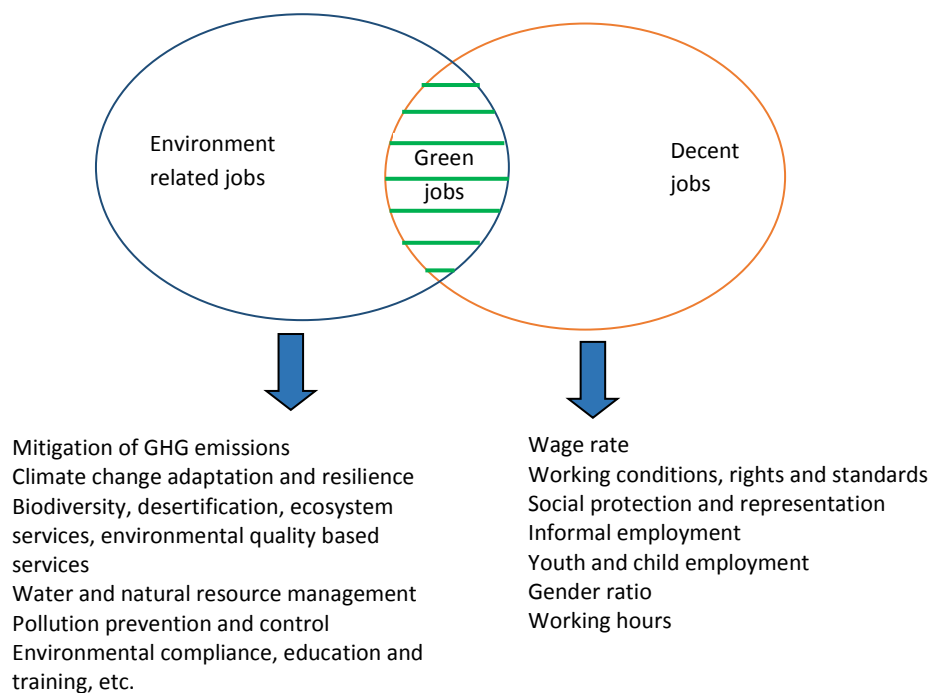 Environment
related jobs
Green
jobs
Decent
jobs
Mitigation of GHG emissions
Climate change adaptation and resilience
Biodiversity, desertification, ecosystem
services, environmental quality based
services
Water and natural resource management
Pollution prevention and control
Environmental compliance, education and
training, etc.
Wage rate
Working conditions, rights and standards
Social protection and representation
Informal employment
Youth and child employment
Gender ratio
Working hours